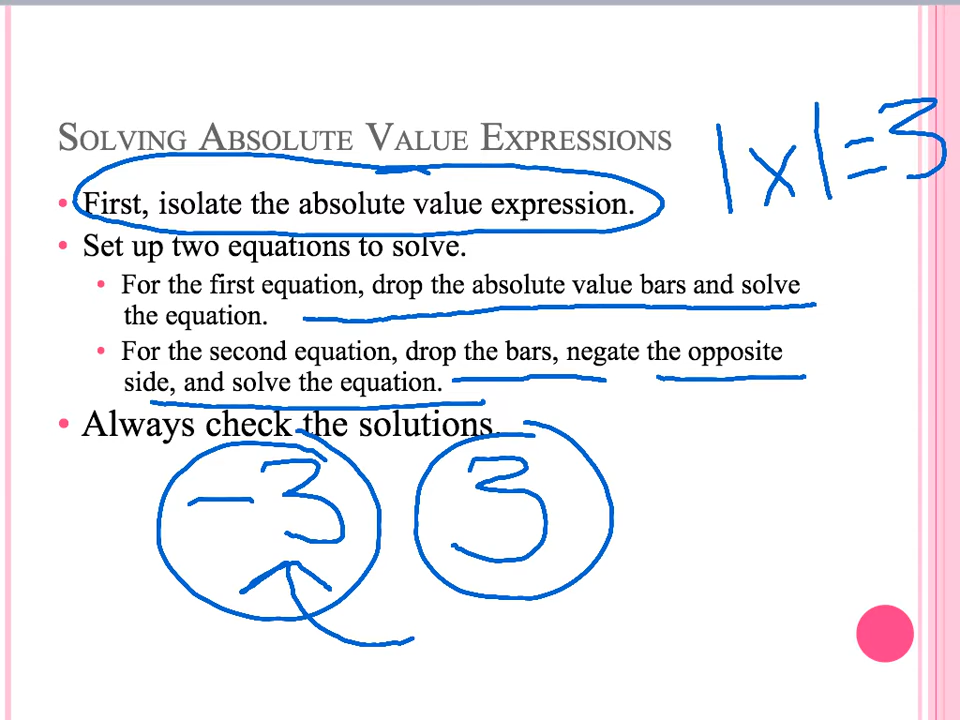 SOLVING ABSOLUTE VALUE EXPRESSIONS
|x|=3
• First, isolate the absolute value expression.
• Set up two equations to solve.
• For the first equation, drop the absolute value bars and solve
the equation.
• For the second equation, drop the bars, negate the opposite
side, and solve the equation.
• Always check the solutions.
-3 3